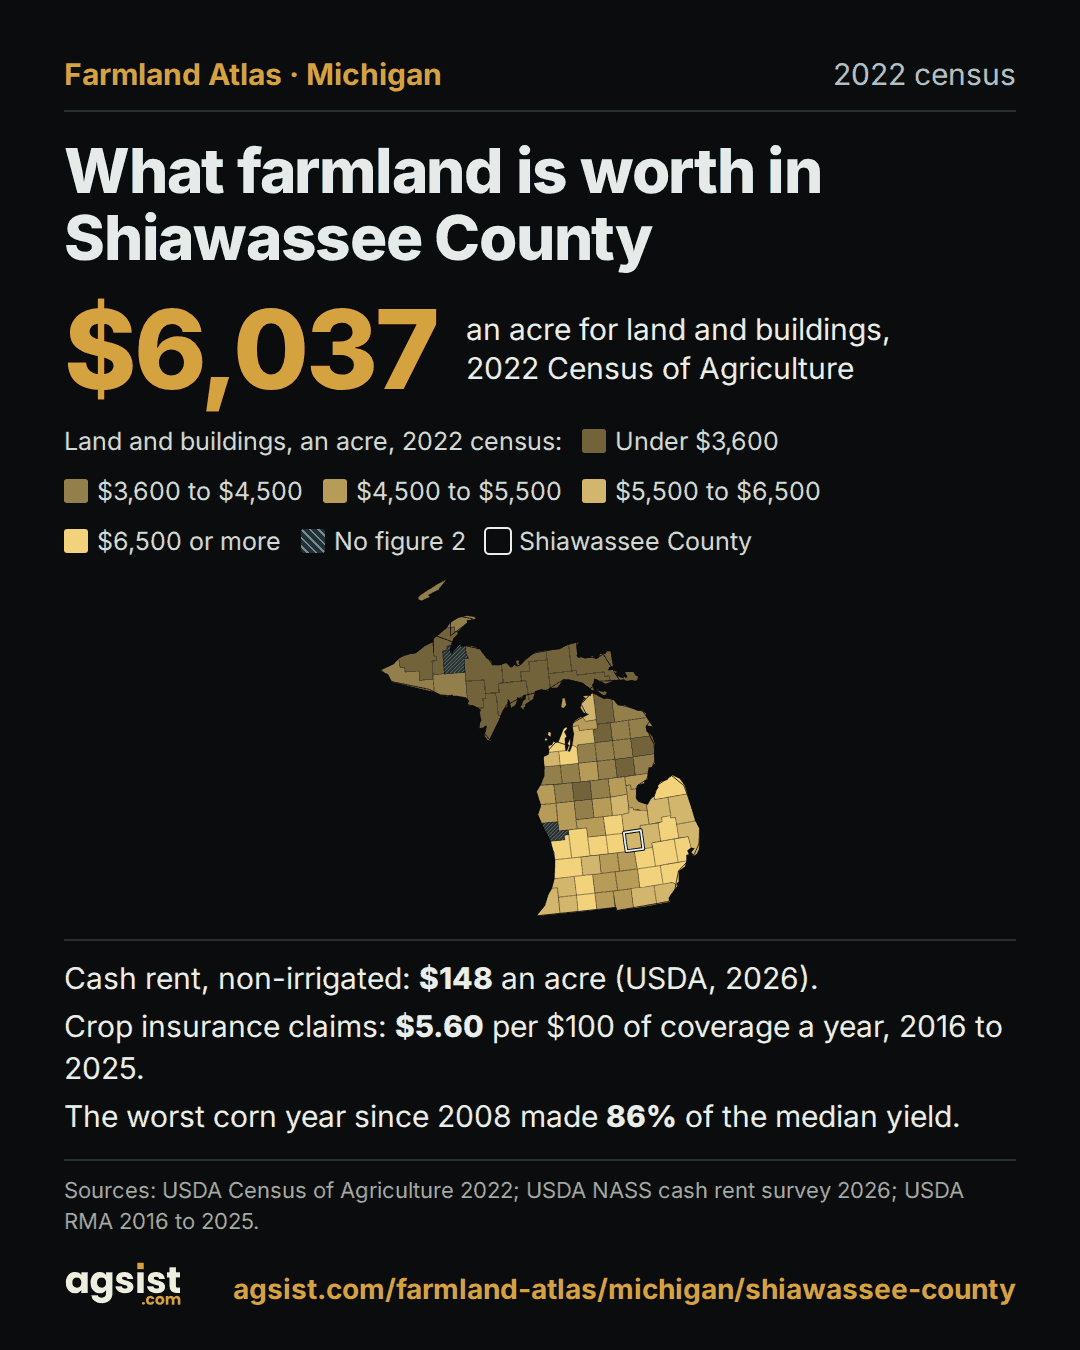 Farmland Atlas · Michigan
2022 census
What farmland is worth in
Shiawassee County
$6,037
an acre for land and buildings,
2022 Census of Agriculture
Land and buildings, an acre, 2022 census: Under $3,600
$3,600 to $4,500 $4,500 to $5,500 $5,500 to $6,500
$6,500 or more No figure 2 Shiawassee County
Cash rent, non-irrigated: $148 an acre (USDA, 2026).
Crop insurance claims: $5.60 per $100 of coverage a year, 2016 to
2025.
The worst corn year since 2008 made 86% of the median yield.
Sources: USDA Census of Agriculture 2022; USDA NASS cash rent survey 2026; USDA
RMA 2016 to 2025.
agsist
.com
agsist.com/farmland-atlas/michigan/shiawassee-county